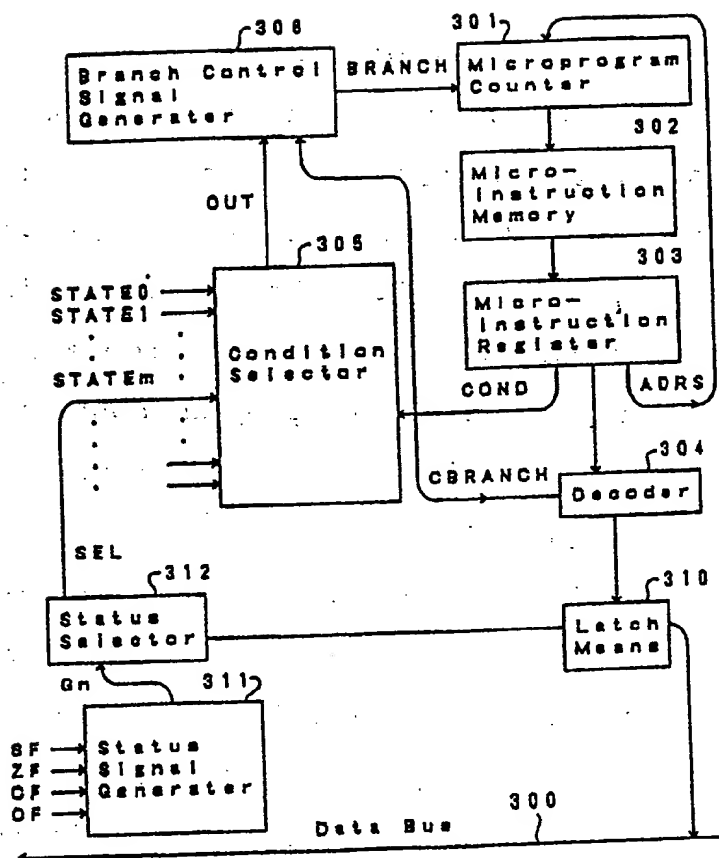 306
Branch Control
Signal
Generater
BRANCH
301
Microprogram
Counter
302
Micro-
Instruction
Memory
OUT
305
303
STATE0
STATE1
STATEm
Condition
Selector
Micro-
Instruction
Register
COND
ADRS
304
CBRANCH
Decoder
SEL
312
Status
Selector
310
Latch
Means
Gn
311
SF
ZF
CF
OF
Status
Signal
Generater
Data Bus
300